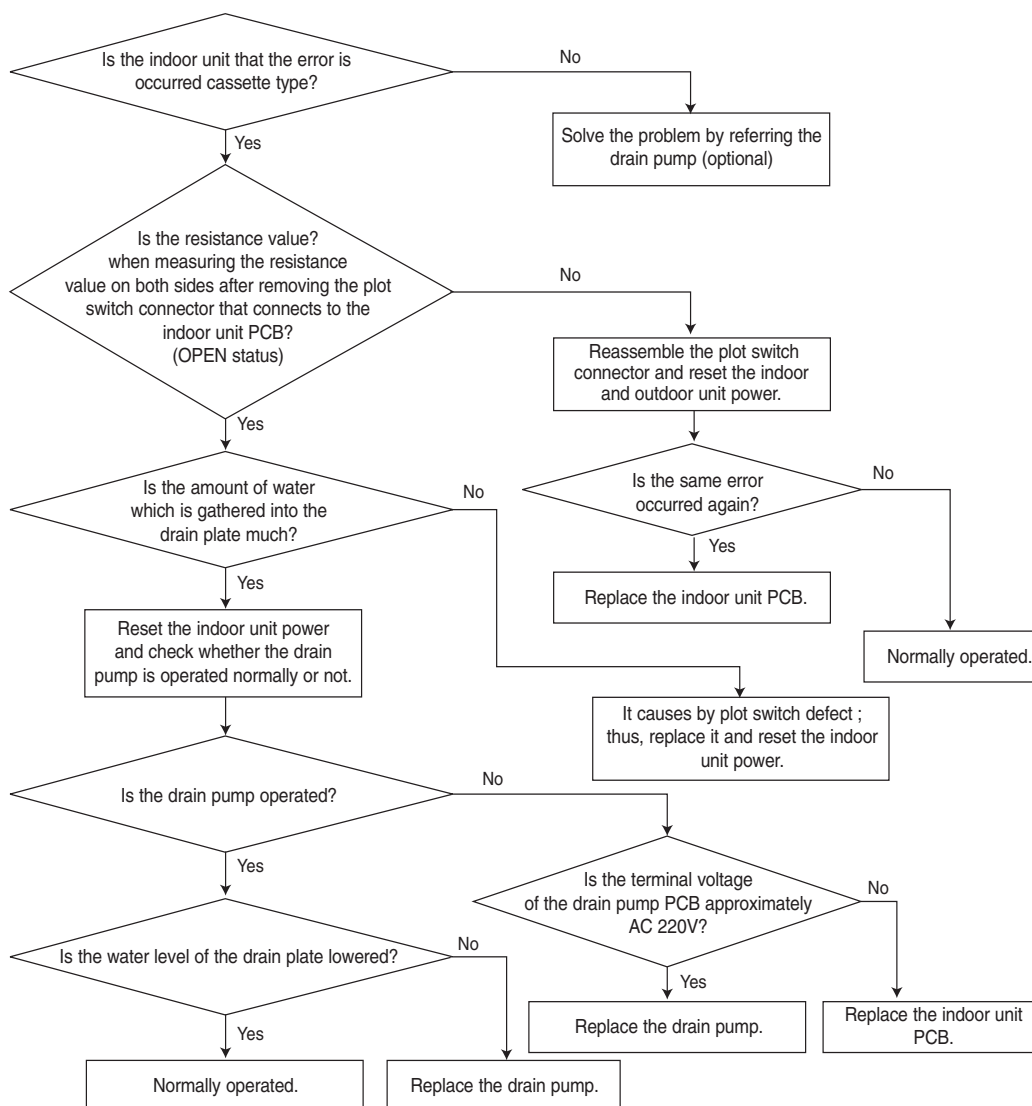 Is the indoor unit that the error is
occurred cassette type?
No
Solve the problem by referring the
drain pump (optional)
Yes
Is the resistance value?
when measuring the resistance
value on both sides after removing the plot
switch connector that connects to the
indoor unit PCB?
(OPEN status)
No
Reassemble the plot switch
connector and reset the indoor
and outdoor unit power.
Yes
Is the amount of water
which is gathered into the
drain plate much?
No
Is the same error
occurred again?
No
Yes
Replace the indoor unit PCB.
Normally operated.
Yes
Reset the indoor unit power
and check whether the drain
pump is operated normally or not.
It causes by plot switch defect ;
thus, replace it and reset the indoor
unit power.
Is the drain pump operated?
No
Yes
Is the terminal voltage
of the drain pump PCB approximately
AC 220V?
No
Yes
Replace the drain pump.
Replace the indoor unit
PCB.
Is the water level of the drain plate lowered?
No
Yes
Normally operated.
Replace the drain pump.